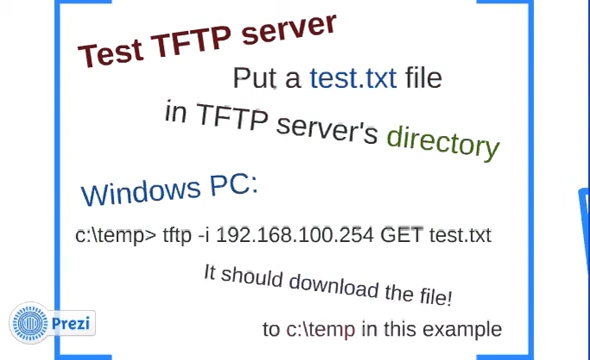 Test TFTP server
Put a test.txt file
in TFTP server's directory
Windows PC:
c:\temp> tftp -i 192.168.100.254 GET test.txt
It should download the file!
Prezi
to c:\temp in this example